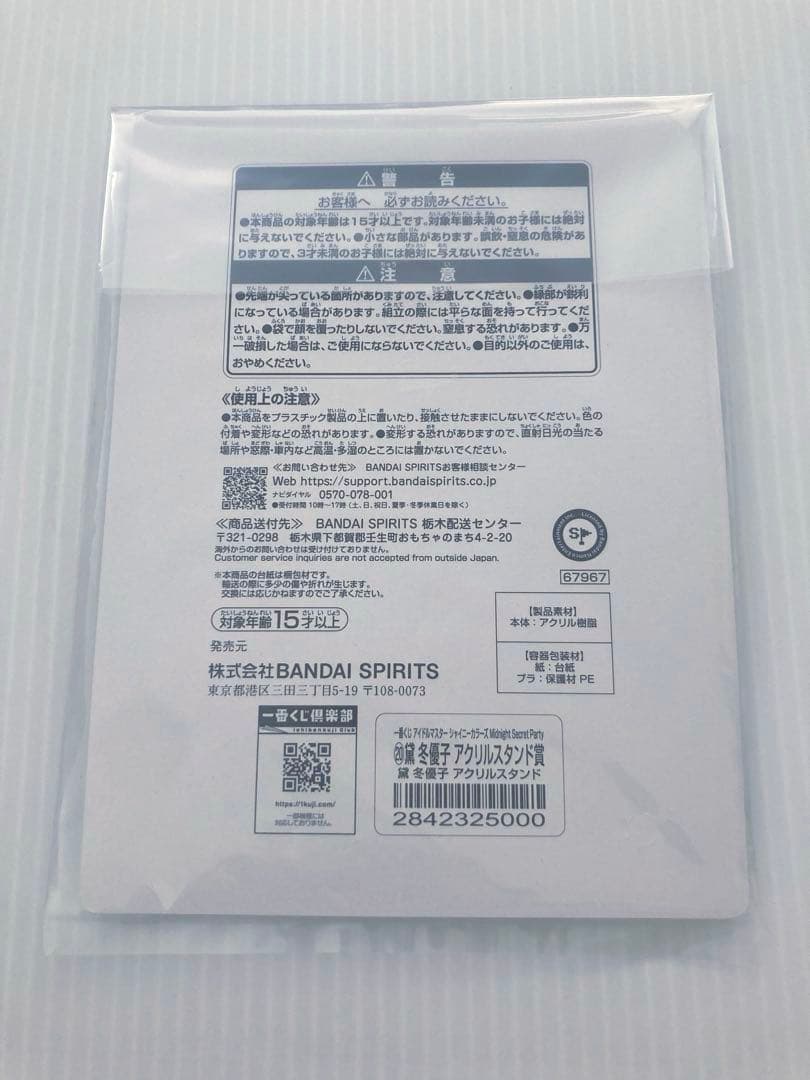 ⚠警告
お客様へ 必ずお読みください。
●本商品の対象年齢は15才以上です。対象年齢未満のお子様には絶対
に与えないでください。●小さな部品があります。誤飲・窒息の危険があ
りますので、3才未満のお子様には絶対に与えないでください。
⚠注意
●先端が尖っている箇所がありますので、注意してください。●縁部が鋭利
になっている場合があります。組立の際には平らな面を持って行ってくだ
さい。●袋で顔を覆ったりしないでください。窒息する恐れがあります。●万
一破損した場合は、ご使用にならないでください。●目的以外のご使用は、
おやめください。
《使用上の注意》
●本商品をプラスチック製品の上に置いたり、接触させたままにしないでください。色の
付着や変形などの恐れがあります。●変形する恐れがありますので、直射日光の当たる
場所や窓際・車内など高温・多湿のところには置かないでください。
≪お問い合わせ先≫ BANDAI SPIRITSお客様相談センター
Web https://support.bandaispirits.co.jp
ナビダイヤル 0570-078-001
●受付時間 10時〜17時(土、日、祝日、夏季・冬季休業日を除く)
≪商品送付先≫ BANDAI SPIRITS 栃木配送センター
〒321-0298 栃木県下都賀郡壬生町おもちゃのまち4-2-20
海外からのお問い合わせは受け付けておりません。
Customer service inquiries are not accepted from outside Japan.
Licensed by Bandai Namco Entertainment Inc.
SP
67967
※本商品の台紙は梱包材です。
輸送の際に多少の傷や折れが生じます。
交換には応じかねますのでご了承ください。
対象年齢15才以上
【製品素材】
本体：アクリル樹脂
【容器包装材】
紙：台紙
プラ：保護材 PE
発売元
株式会社BANDAI SPIRITS
東京都港区三田三丁目5-19 〒108-0073
一番くじ倶楽部
Ichibankuji Club
https://1kuji.com/
一部機種には
対応しておりません。
一番くじ アイドルマスター シャイニーカラーズ Midnight Secret Party
⑳黛 冬優子 アクリルスタンド賞
黛 冬優子 アクリルスタンド
2842325000